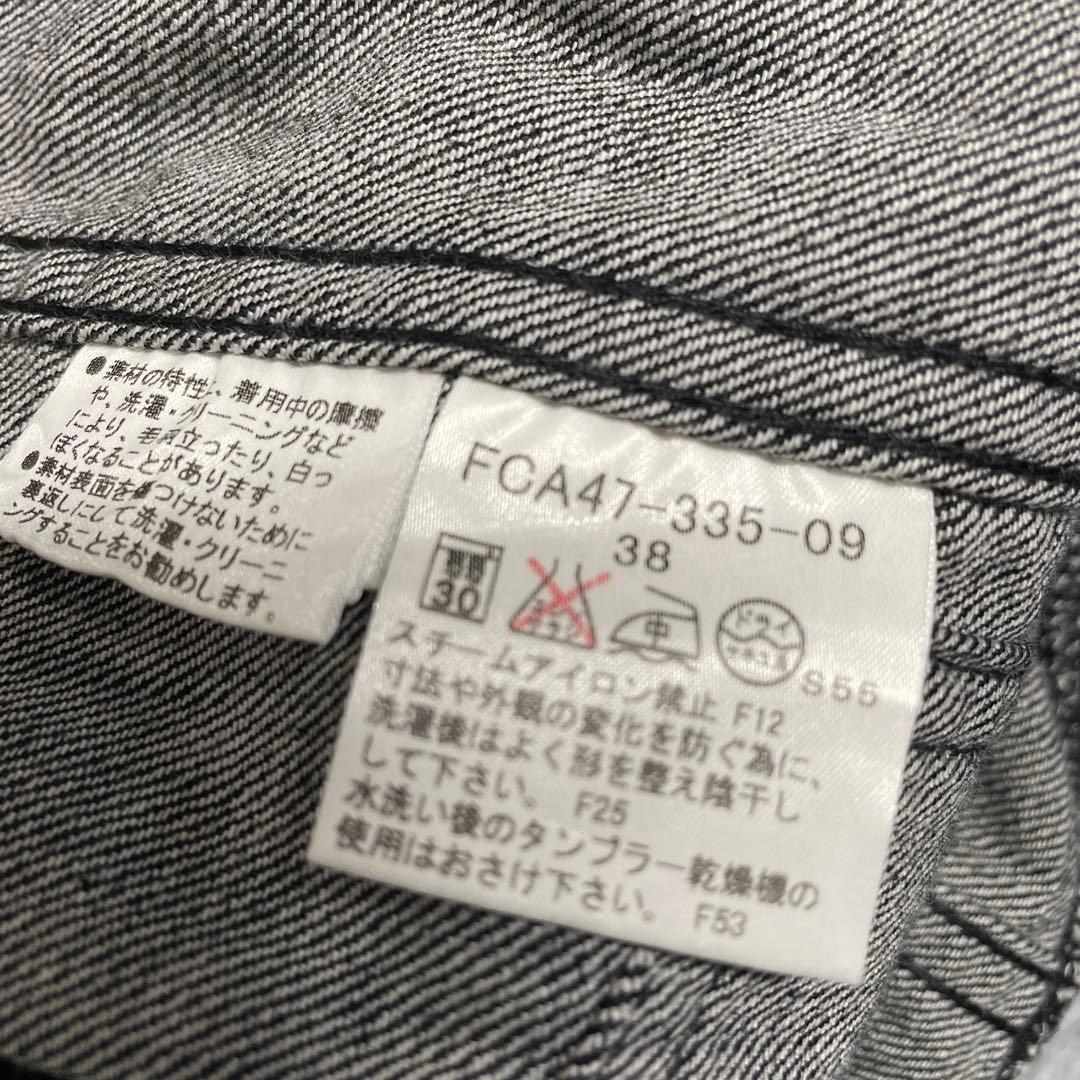 ●素材の特性、着用中の摩擦
や、洗濯・クリーニングなど
により、毛羽立ったり、白っ
ぽくなることがあります。
●素材表面を傷つけないために
裏返しにして洗濯・クリーニ
ングすることをお勧めします。
FCA47-335-09
38
30
中
ドライ
セキユ系
S55
スチームアイロン禁止 F12
寸法や外観の変化を防ぐ為に、
洗濯後はよく形を整え陰干し
して下さい。 F25
水洗い後のタンブラー乾燥機の
使用はおさけ下さい。 F53